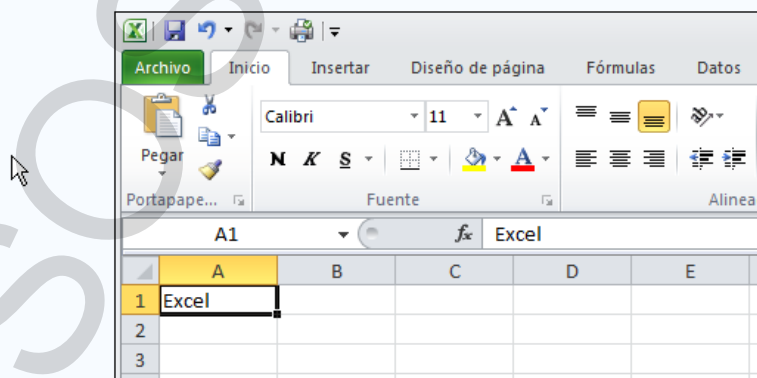 Archivo Inicio Insertar Diseño de página Fórmulas Datos
Calibri 11 A A
Pegar N K S A
Portapape... Fuente Alinea
A1 fx Excel
A B C D E
1 Excel
2
3